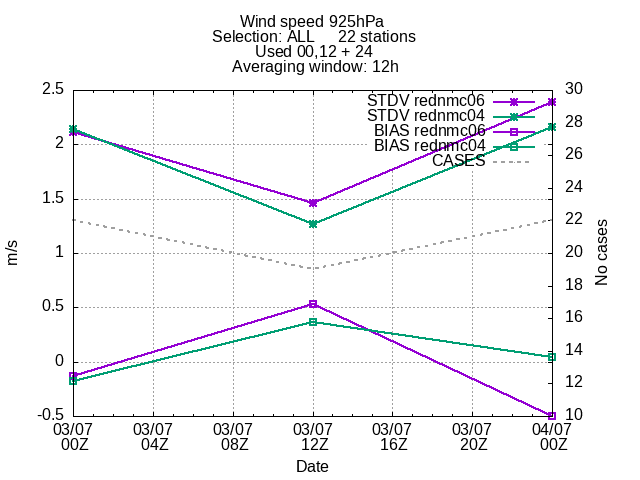 Wind speed 925hPa
Selection: ALL 22 stations
Used 00,12 + 24
Averaging window: 12h
STDV rednmc06
STDV rednmc04
BIAS rednmc06
BIAS rednmc04
CASES
2.5
2
1.5
1
0.5
0
-0.5
m/s
30
28
26
24
22
20
18
16
14
12
10
No cases
03/07 03/07 03/07 03/07 03/07 03/07 04/07
00Z 04Z 08Z 12Z 16Z 20Z 00Z
Date